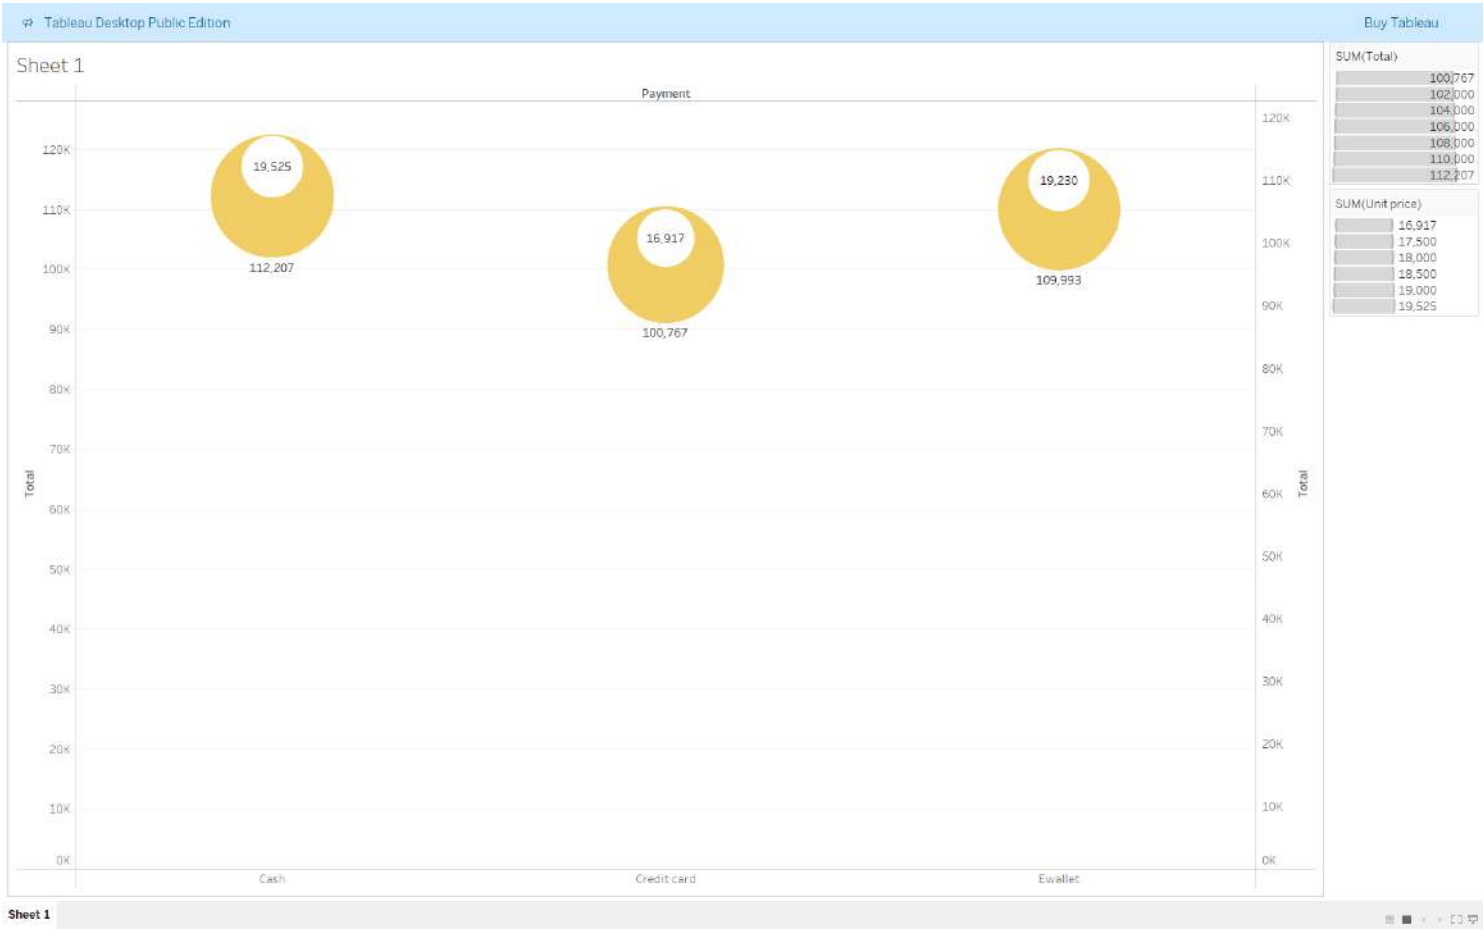 Tableau Desktop Public Edition
Buy Tableau
Sheet 1
Payment
120K
110K
100K
90K
80K
70K
60K
50K
40K
30K
20K
10K
0K
Total
19,525
112,207
16,917
100,767
19,230
109,993
120K
110K
100K
90K
80K
70K
60K
50K
40K
30K
20K
10K
0K
Total
Cash
Credit card
Ewallet
SUM(Total)
100,767
102,000
104,000
106,000
108,000
110,000
112,207
SUM(Unit price)
16,917
17,500
18,000
18,500
19,000
19,525
Sheet 1